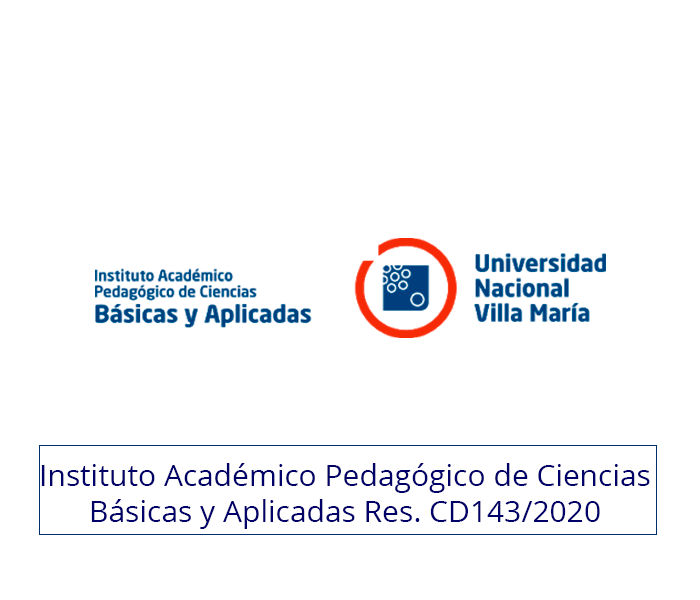 Instituto Académico
Pedagógico de Ciencias
Básicas y Aplicadas
Universidad
Nacional
Villa María
Instituto Académico Pedagógico de Ciencias
Básicas y Aplicadas Res. CD143/2020